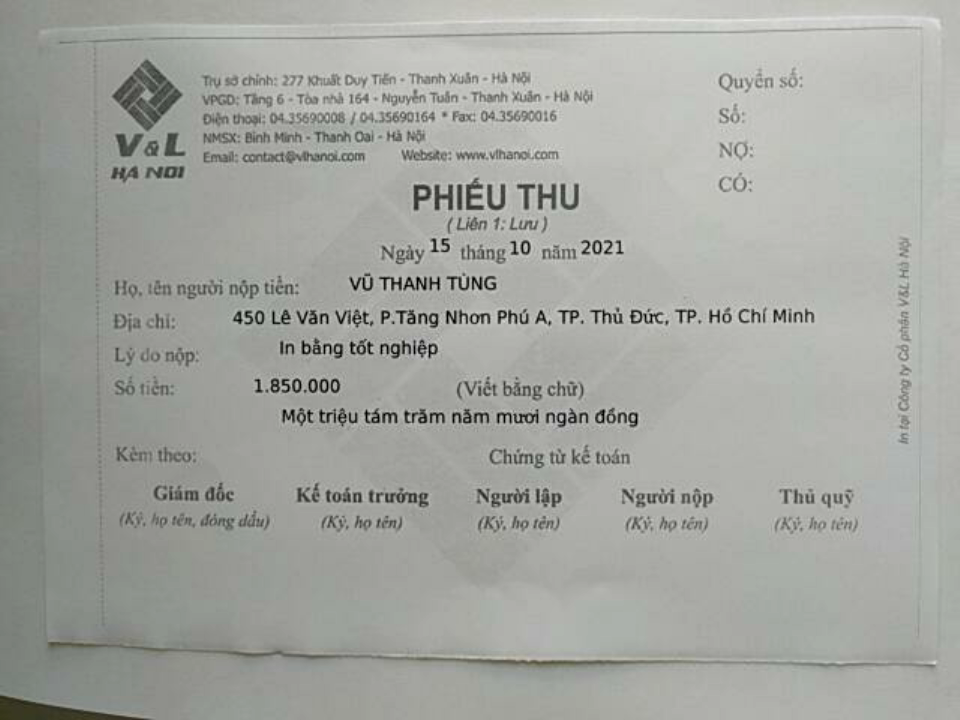 V&L
HÀ NỘI
Trụ sở chính: 277 Khuất Duy Tiến - Thanh Xuân - Hà Nội
VPGD: Tầng 6 - Tòa nhà 164 - Nguyễn Tuân - Thanh Xuân - Hà Nội
Điện thoại: 04.35690008 / 04.35690164 * Fax: 04.35690016
NMSX: Bình Minh - Thanh Oai - Hà Nội
Email: contact@vlhanoi.com Website: www.vlhanoi.com
Quyển số:
Số:
NỢ:
CÓ:
PHIẾU THU
( Liên 1: Lưu )
Ngày 15 tháng 10 năm 2021
Họ, tên người nộp tiền: VŨ THANH TÙNG
Địa chỉ: 450 Lê Văn Việt, P.Tăng Nhơn Phú A, TP. Thủ Đức, TP. Hồ Chí Minh
Lý do nộp: In bằng tốt nghiệp
Số tiền: 1.850.000 (Viết bằng chữ)
Một triệu tám trăm năm mươi ngàn đồng
Kèm theo: Chứng từ kế toán
Giám đốc Kế toán trưởng Người lập Người nộp Thủ quỹ
(Ký, họ tên, đóng dấu) (Ký, họ tên) (Ký, họ tên) (Ký, họ tên) (Ký, họ tên)
In tại Công ty Cổ phần V&L Hà Nội